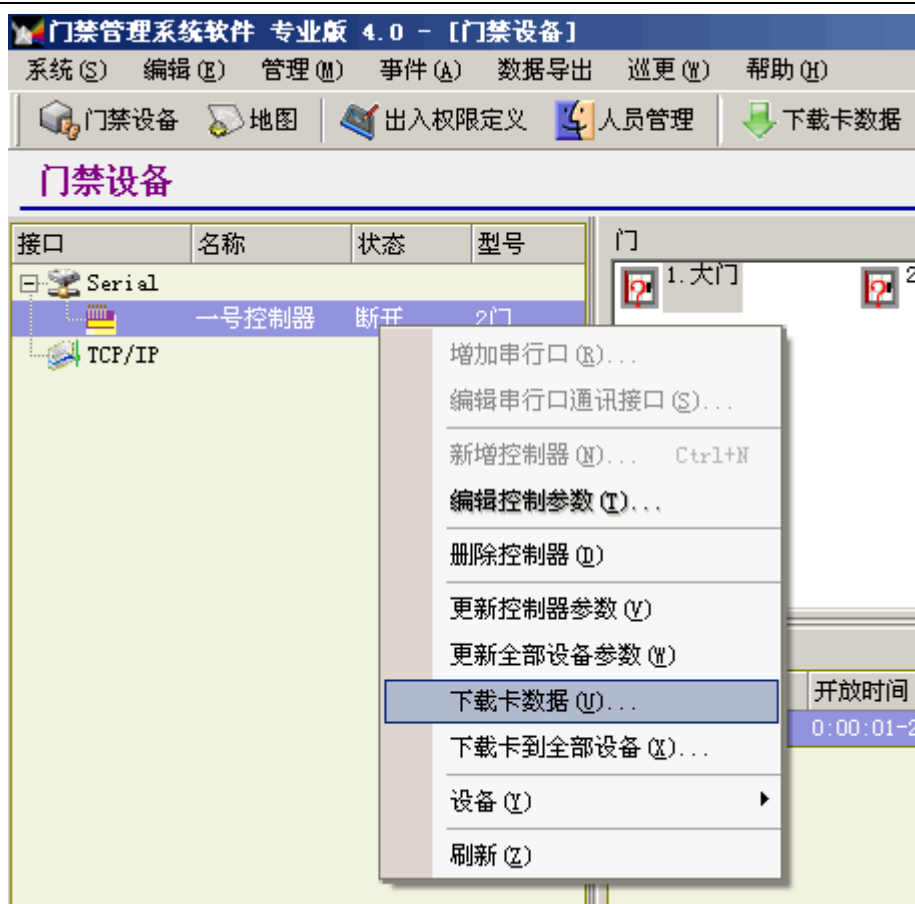 门禁管理系统软件 专业版 4.0 - [门禁设备]
系统(S) 编辑(E) 管理(M) 事件(A) 数据导出 巡更(W) 帮助(H)
门禁设备 地图 出入权限定义 人员管理 下载卡数据
门禁设备
接口 名称 状态 型号 门
Serial 1.大门 2
一号控制器 断开 2门
TCP/IP
增加串行口(R)...
编辑串行口通讯接口(S)...
新增控制器(N)... Ctrl+N
编辑控制参数(T)...
删除控制器(D)
更新控制器参数(V)
更新全部设备参数(W)
下载卡数据(U)... 开放时间
0:00:01-2
下载卡到全部设备(X)...
设备(Y)
刷新(Z)